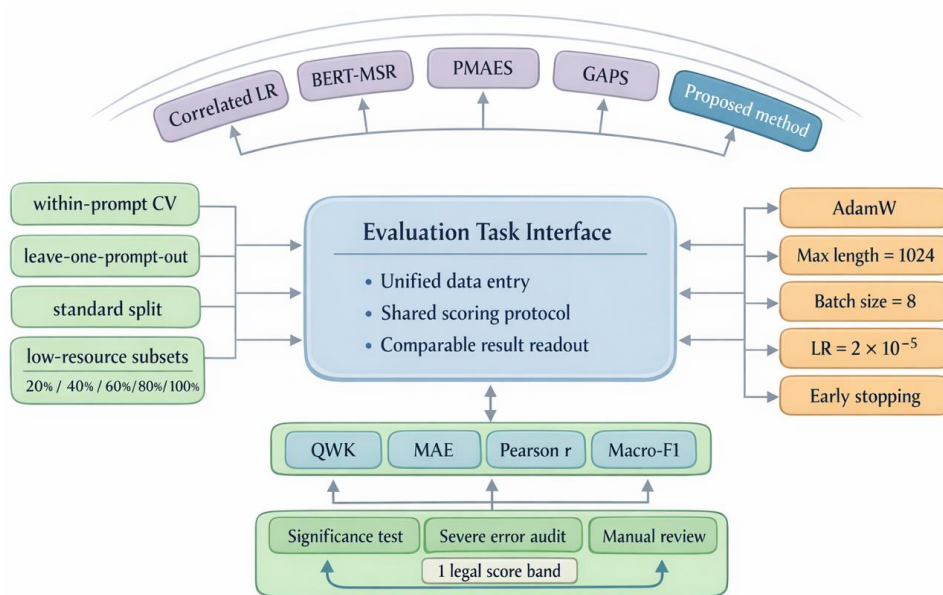 Correlated LR
BERT-MSR
PMAES
GAPS
Proposed method
within-prompt CV
leave-one-prompt-out
standard split
low-resource subsets
20% / 40% / 60%/80%/100%
Evaluation Task Interface
• Unified data entry
• Shared scoring protocol
• Comparable result readout
AdamW
Max length = 1024
Batch size = 8
LR = 2 × 10⁻⁵
Early stopping
QWK
MAE
Pearson r
Macro-F1
Significance test
Severe error audit
Manual review
1 legal score band